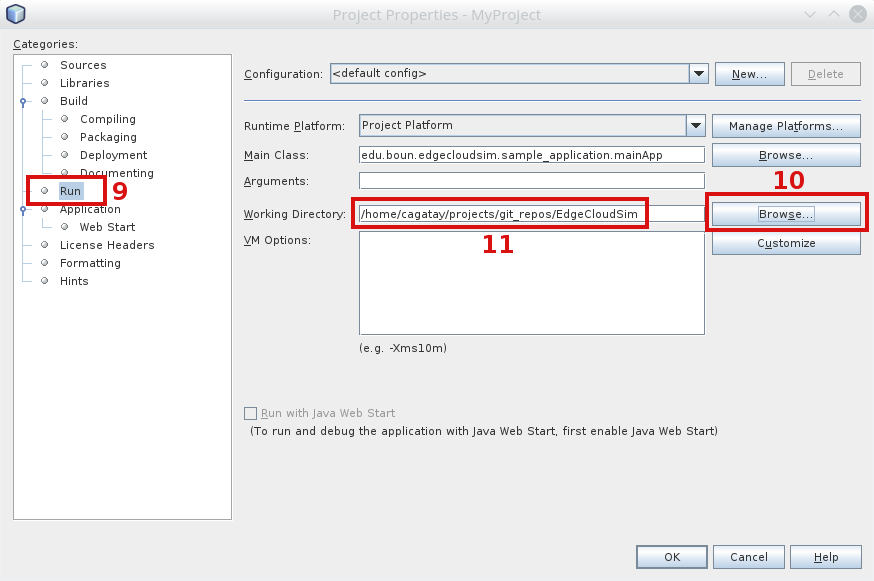 Project Properties - MyProject
Categories:
Sources
Libraries
Build
Compiling
Packaging
Deployment
Documenting
Run
9
Application
Web Start
License Headers
Formatting
Hints
Configuration: <default config> New... Delete
Runtime Platform: Project Platform Manage Platforms...
Main Class: edu.boun.edgecloudsim.sample_application.mainApp Browse...
Arguments:
10
Working Directory: /home/cagatay/projects/git_repos/EdgeCloudSim Browse...
11
VM Options: Customize
(e.g. -Xms10m)
Run with Java Web Start
(To run and debug the application with Java Web Start, first enable Java Web Start)
OK Cancel Help